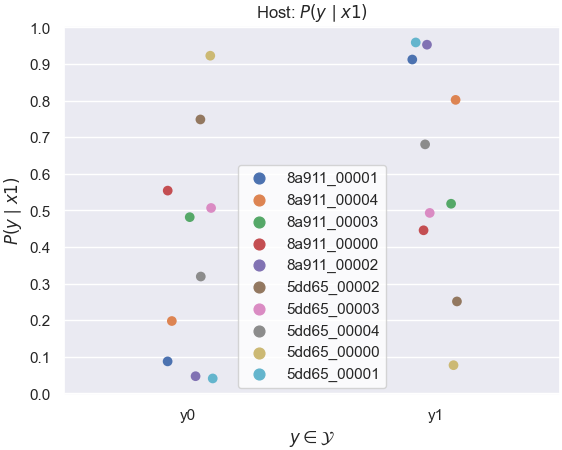 Host: P(y | x1)
1.0
0.9
0.8
0.7
0.6
0.5
0.4
0.3
0.2
0.1
0.0
P(y | x1)
8a911_00001
8a911_00004
8a911_00003
8a911_00000
8a911_00002
5dd65_00002
5dd65_00003
5dd65_00004
5dd65_00000
5dd65_00001
y0 y1
y ∈ 𝒴